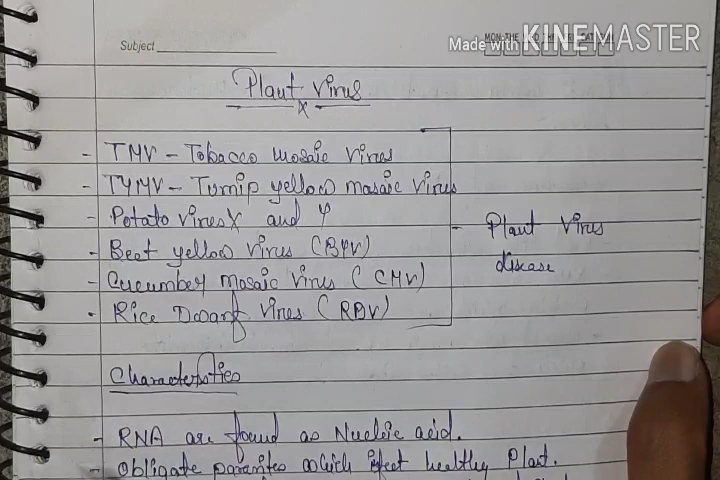 Subject
Made with KINEMASTER
Plant Virus
- TMV - Tobacco mosaic Virus
- TYMV - Turnip yellow mosaic virus
- Potato virus X and Y
- Beet yellow virus (BYV)
- Cucumber mosaic virus (CMV)
- Rice Dwarf Virus (RDV)
- Plant Virus
disease
Characteristics
- RNA are found as Nucleic acid.
- Obligate parasites which infect healthy Plant.